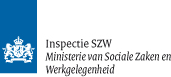 Inspectie SZW
Ministerie van Sociale Zaken en
Werkgelegenheid